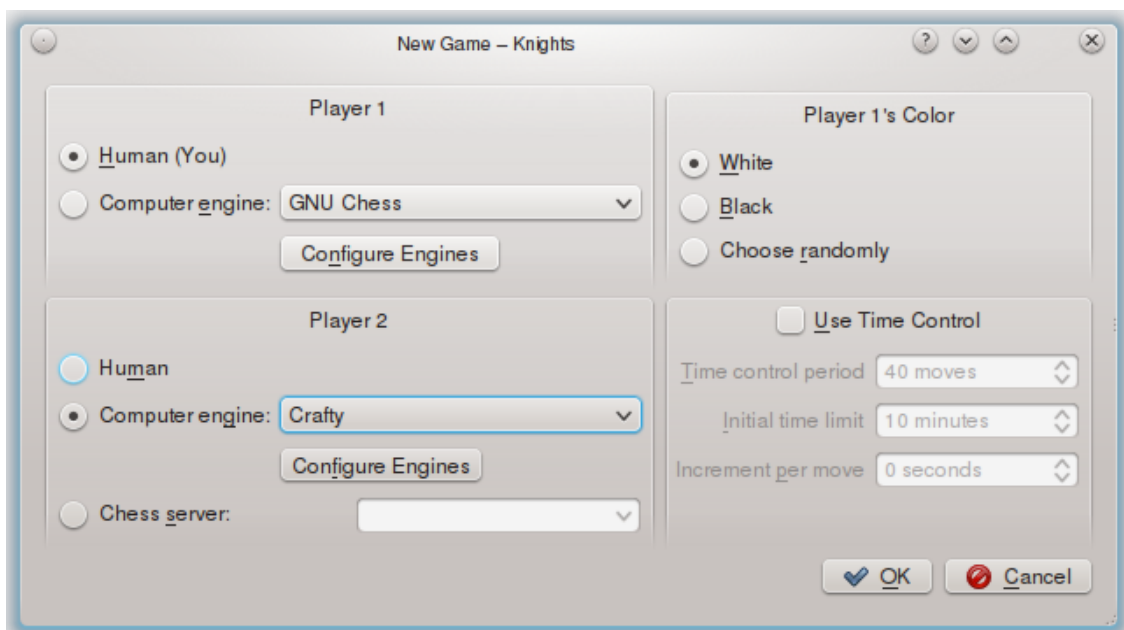 New Game – Knights
Player 1
Human (You)
Computer engine: GNU Chess
Configure Engines
Player 1's Color
White
Black
Choose randomly
Player 2
Human
Computer engine: Crafty
Configure Engines
Chess server:
Use Time Control
Time control period 40 moves
Initial time limit 10 minutes
Increment per move 0 seconds
OK Cancel